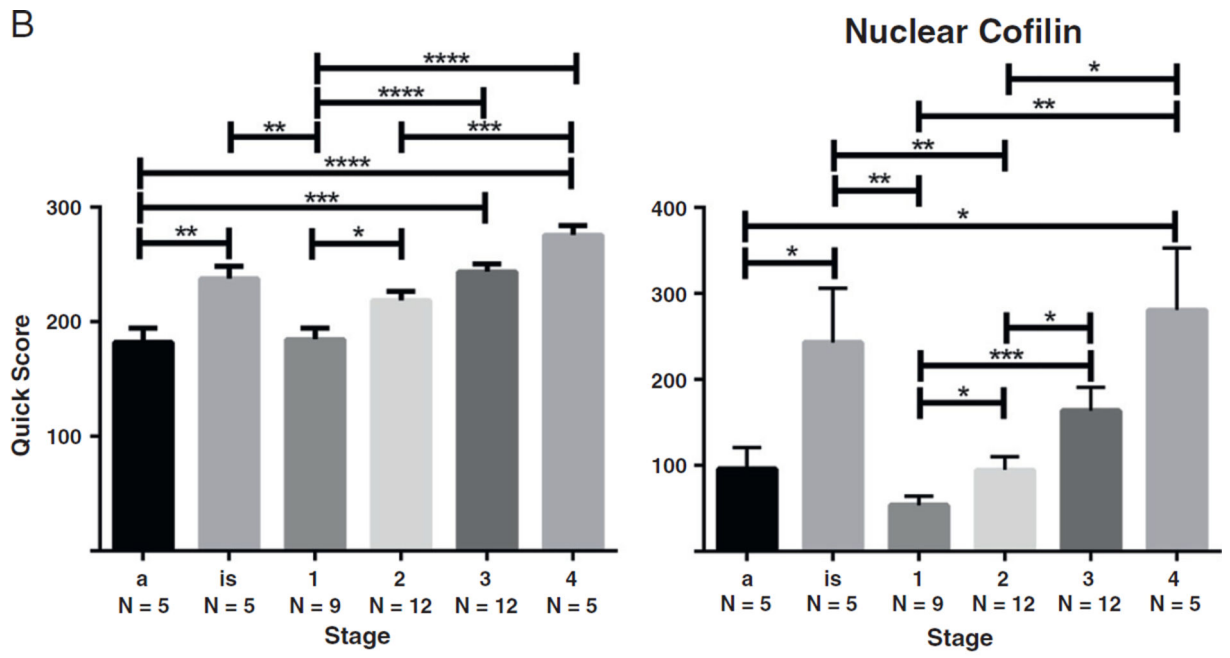 B
Nuclear Cofilin
****
****
** ***
****
***
** *
300
200
100
Quick Score
a is 1 2 3 4
N = 5 N = 5 N = 9 N = 12 N = 12 N = 5
Stage
*
**
**
**
*
*
*
***
*
400
300
200
100
a is 1 2 3 4
N = 5 N = 5 N = 9 N = 12 N = 12 N = 5
Stage